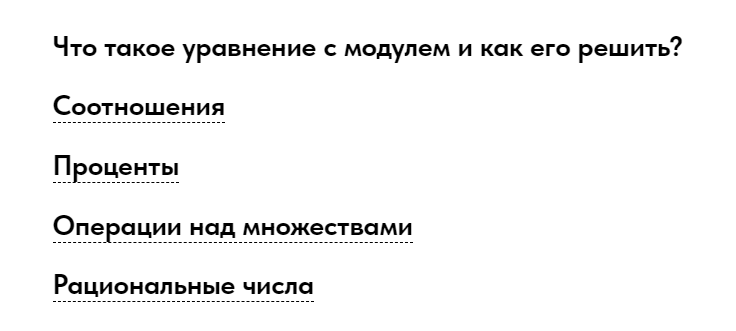 Что такое уравнение с модулем и как его решить?
Соотношения
Проценты
Операции над множествами
Рациональные числа